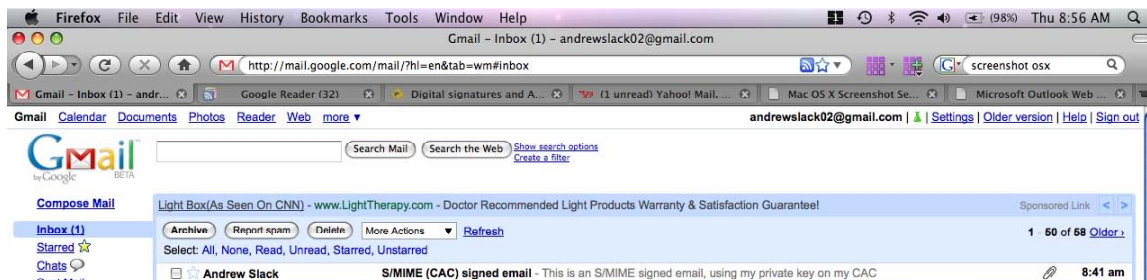 Firefox File Edit View History Bookmarks Tools Window Help (98%) Thu 8:56 AM
Gmail – Inbox (1) – andrewslack02@gmail.com
http://mail.google.com/mail/?hl=en&tab=wm#inbox screenshot osx
Gmail – Inbox (1) – andr... Google Reader (32) Digital signatures and A... (1 unread) Yahoo! Mail, ... Mac OS X Screenshot Se... Microsoft Outlook Web ...
Gmail Calendar Documents Photos Reader Web more ▼ andrewslack02@gmail.com | Settings | Older version | Help | Sign out
Gmail by Google BETA Search Mail Search the Web Show search options
Create a filter
Compose Mail Light Box(As Seen On CNN) - www.LightTherapy.com - Doctor Recommended Light Products Warranty & Satisfaction Guarantee! Sponsored Link < >
Inbox (1) Archive Report spam Delete More Actions ▼ Refresh 1 - 50 of 58 Older ›
Starred Select: All, None, Read, Unread, Starred, Unstarred
Chats Andrew Slack S/MIME (CAC) signed email - This is an S/MIME signed email, using my private key on my CAC 8:41 am